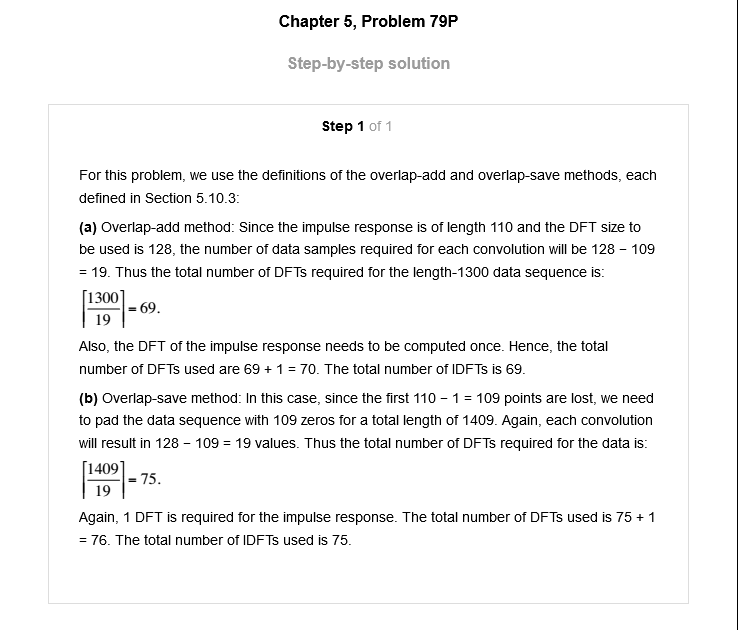 Chapter 5, Problem 79P
Step-by-step solution
Step 1 of 1
For this problem, we use the definitions of the overlap-add and overlap-save methods, each
defined in Section 5.10.3:
(a) Overlap-add method: Since the impulse response is of length 110 and the DFT size to
be used is 128, the number of data samples required for each convolution will be 128 − 109
= 19. Thus the total number of DFTs required for the length-1300 data sequence is:
⌈1300/19⌉ = 69.
Also, the DFT of the impulse response needs to be computed once. Hence, the total
number of DFTs used are 69 + 1 = 70. The total number of IDFTs is 69.
(b) Overlap-save method: In this case, since the first 110 − 1 = 109 points are lost, we need
to pad the data sequence with 109 zeros for a total length of 1409. Again, each convolution
will result in 128 − 109 = 19 values. Thus the total number of DFTs required for the data is:
⌈1409/19⌉ = 75.
Again, 1 DFT is required for the impulse response. The total number of DFTs used is 75 + 1
= 76. The total number of IDFTs used is 75.